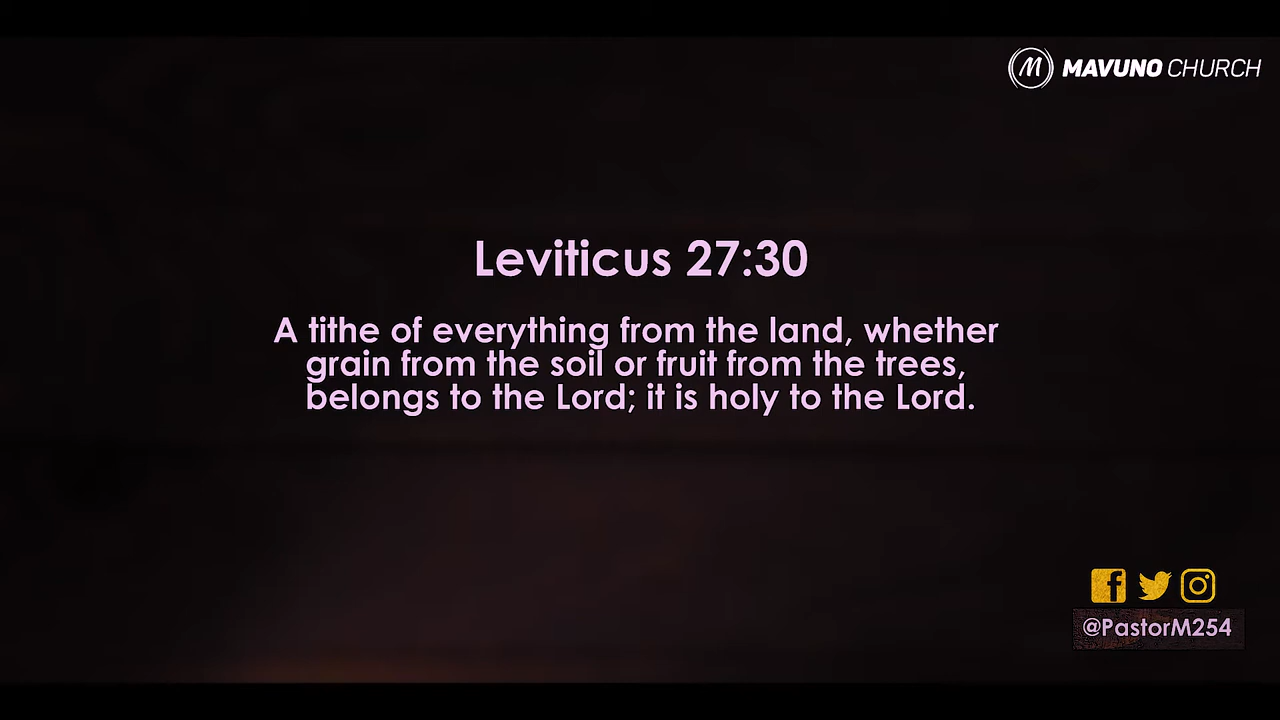 MAVUNO CHURCH
Leviticus 27:30
A tithe of everything from the land, whether
grain from the soil or fruit from the trees,
belongs to the Lord; it is holy to the Lord.
@PastorM254